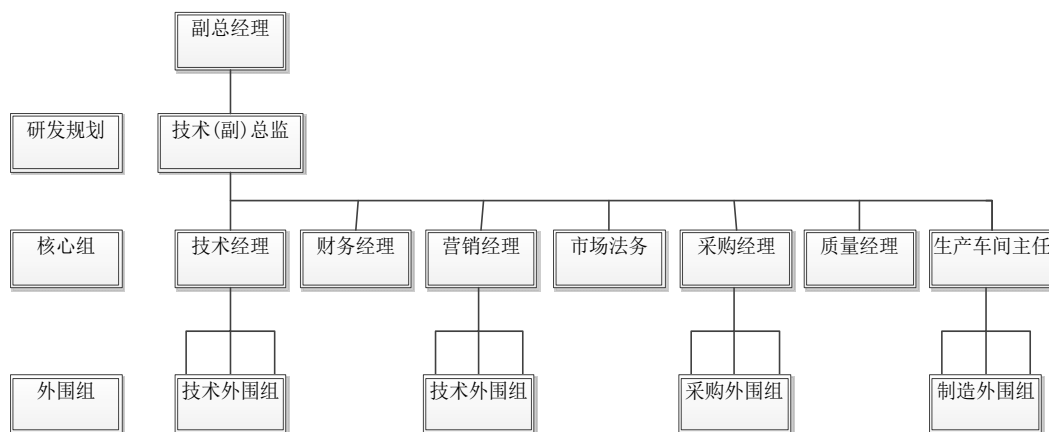 副总经理
研发规划
技术(副)总监
核心组
技术经理
财务经理
营销经理
市场法务
采购经理
质量经理
生产车间主任
外围组
技术外围组
技术外围组
采购外围组
制造外围组